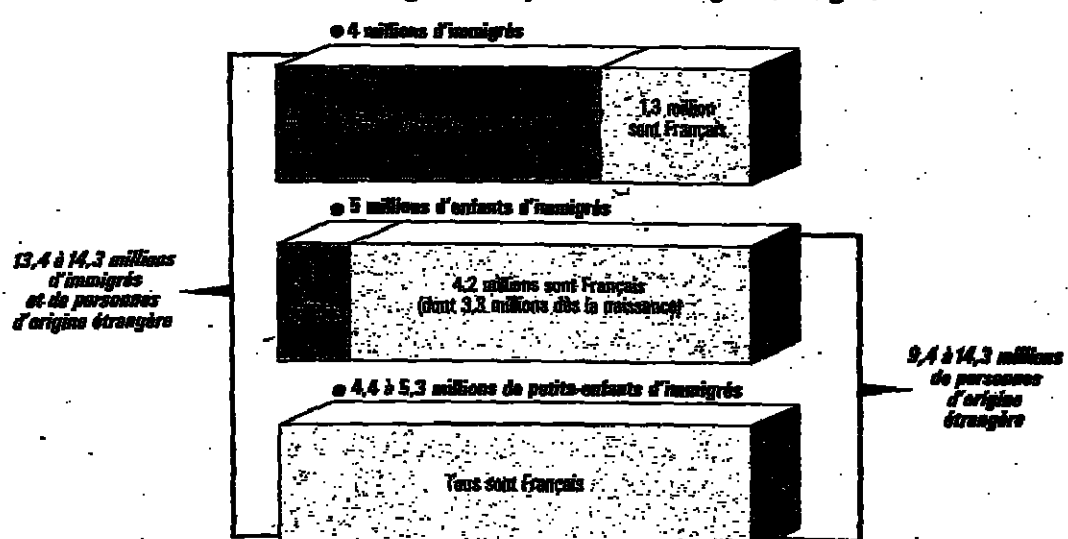 ● 4 millions d'immigrés
1,3 million
sont Français
● 5 millions d'enfants d'immigrés
4,2 millions sont Français
(dont 3,3 millions dès la naissance)
13,4 à 14,3 millions
d'immigrés
et de personnes
d'origine étrangère
9,4 à 14,3 millions
de personnes
d'origine
étrangère
● 4,4 à 5,3 millions de petits-enfants d'immigrés
Tous sont Français